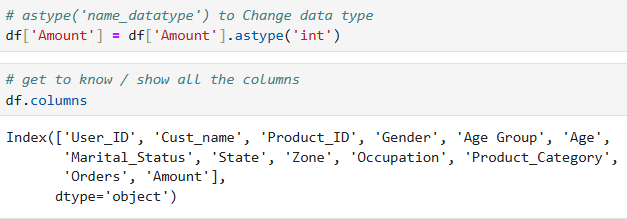 # astype('name_datatype') to Change data type
df['Amount'] = df['Amount'].astype('int')
# get to know / show all the columns
df.columns
Index(['User_ID', 'Cust_name', 'Product_ID', 'Gender', 'Age Group', 'Age',
'Marital_Status', 'State', 'Zone', 'Occupation', 'Product_Category',
'Orders', 'Amount'],
dtype='object')